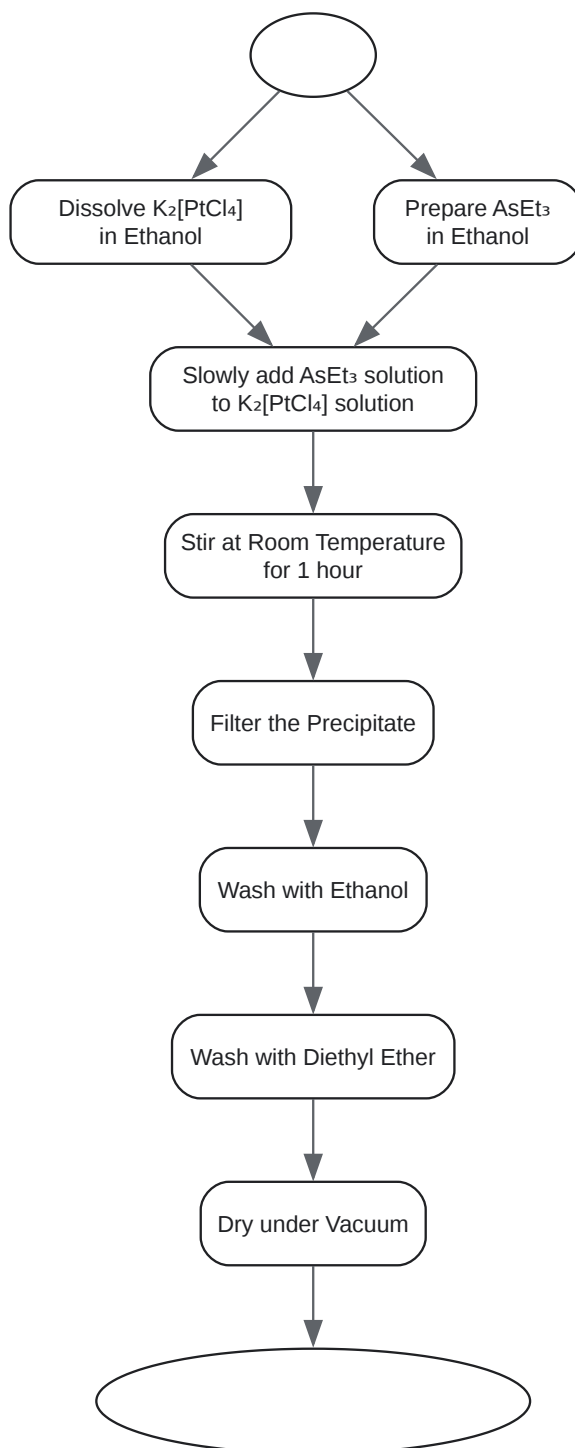 Dissolve K₂[PtCl₄]
in Ethanol
Prepare AsEt₃
in Ethanol
Slowly add AsEt₃ solution
to K₂[PtCl₄] solution
Stir at Room Temperature
for 1 hour
Filter the Precipitate
Wash with Ethanol
Wash with Diethyl Ether
Dry under Vacuum